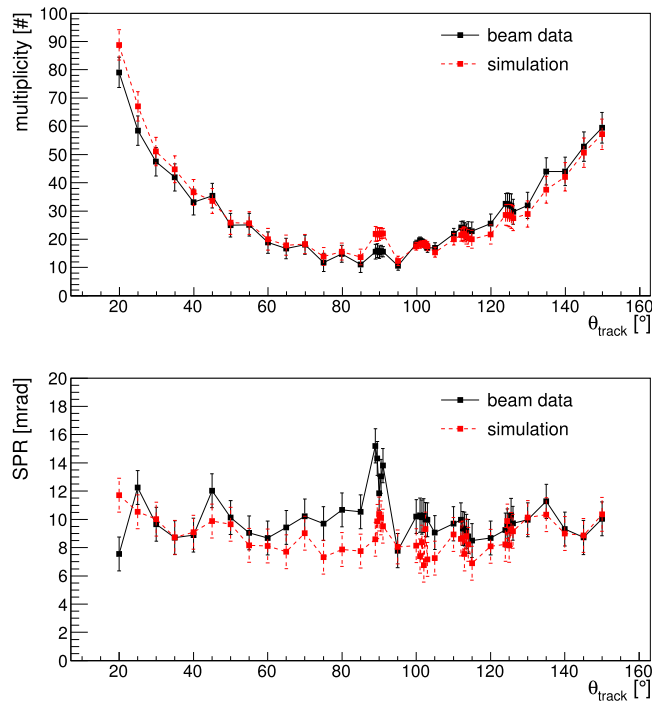 multiplicity [#]
100
90
80
70
60
50
40
30
20
10
0
beam data
simulation
20 40 60 80 100 120 140 160
θtrack [°]
SPR [mrad]
20
18
16
14
12
10
8
6
4
2
0
beam data
simulation
20 40 60 80 100 120 140 160
θtrack [°]